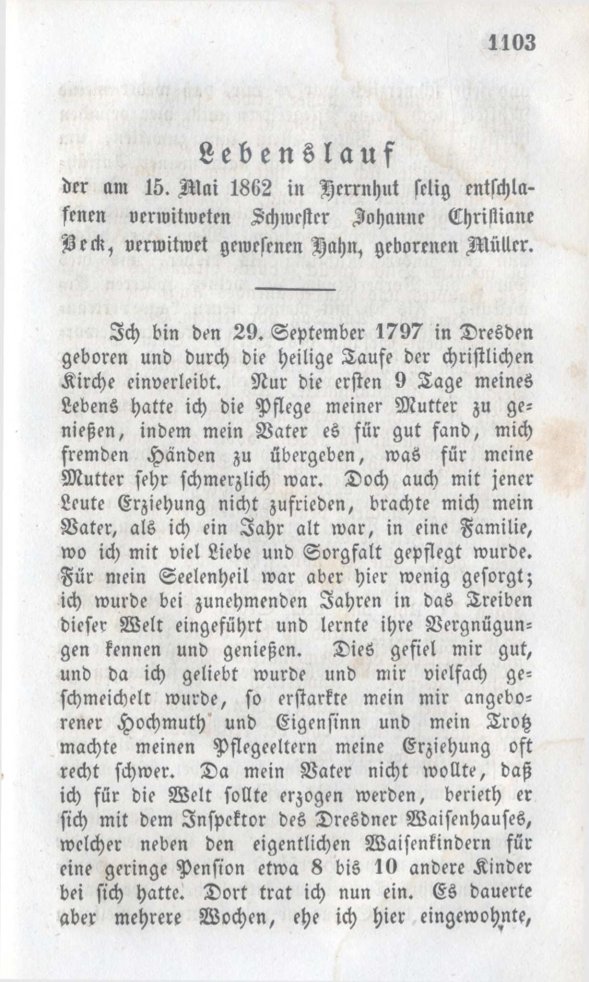 1103
Lebenslauf
der am 15. Mai 1862 in Herrnhut selig entschla-
fenen verwitweten Schwester Johanne Christiane
Beck, verwitwet gewesenen Hahn, geborenen Müller.
Ich bin den 29. September 1797 in Dresden
geboren und durch die heilige Taufe der christlichen
Kirche einverleibt. Nur die ersten 9 Tage meines
Lebens hatte ich die Pflege meiner Mutter zu ge-
nießen, indem mein Vater es für gut fand, mich
fremden Händen zu übergeben, was für meine
Mutter sehr schmerzlich war. Doch auch mit jener
Leute Erziehung nicht zufrieden, brachte mich mein
Vater, als ich ein Jahr alt war, in eine Familie,
wo ich mit viel Liebe und Sorgfalt gepflegt wurde.
Für mein Seelenheil war aber hier wenig gesorgt;
ich wurde bei zunehmenden Jahren in das Treiben
dieser Welt eingeführt und lernte ihre Vergnügun-
gen kennen und genießen. Dies gefiel mir gut,
und da ich geliebt wurde und mir vielfach ge-
schmeichelt wurde, so erstarkte mein mir angebo-
rener Hochmuth und Eigensinn und mein Trotz
machte meinen Pflegeeltern meine Erziehung oft
recht schwer. Da mein Vater nicht wollte, daß
ich für die Welt sollte erzogen werden, berieth er
sich mit dem Inspektor des Dresdner Waisenhauses,
welcher neben den eigentlichen Waisenkindern für
eine geringe Pension etwa 8 bis 10 andere Kinder
bei sich hatte. Dort trat ich nun ein. Es dauerte
aber mehrere Wochen, ehe ich hier eingewohnte,